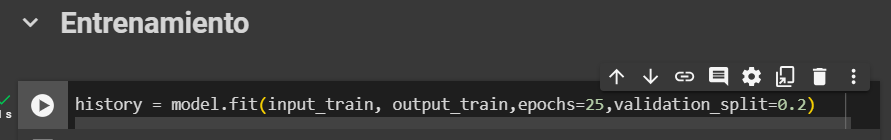 Entrenamiento
history = model.fit(input_train, output_train,epochs=25,validation_split=0.2)
s